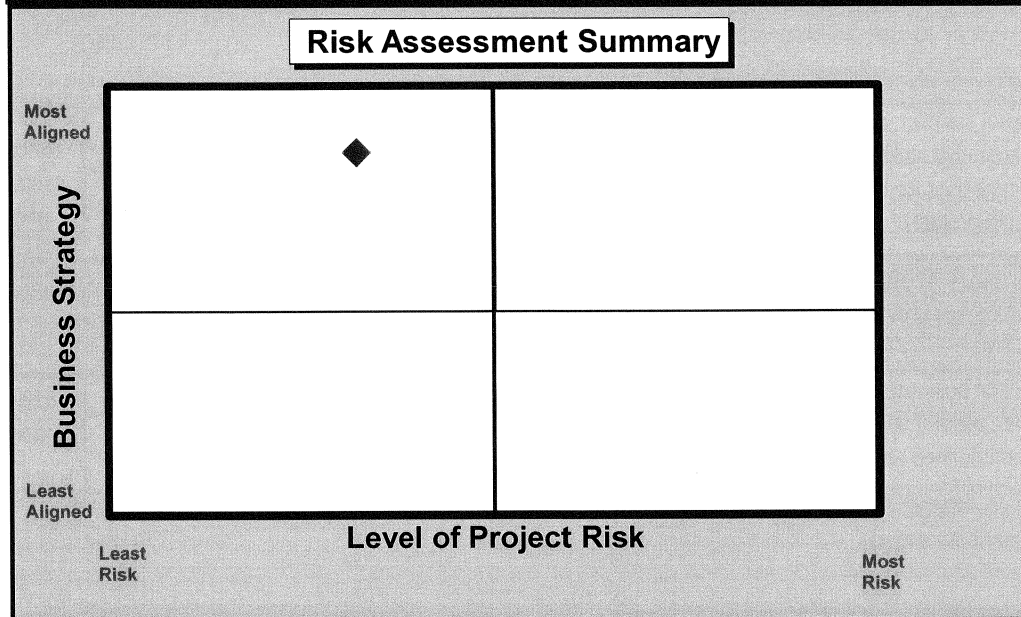 Risk Assessment Summary
Most
Aligned
Business Strategy
Least
Aligned
Level of Project Risk
Least
Risk
Most
Risk